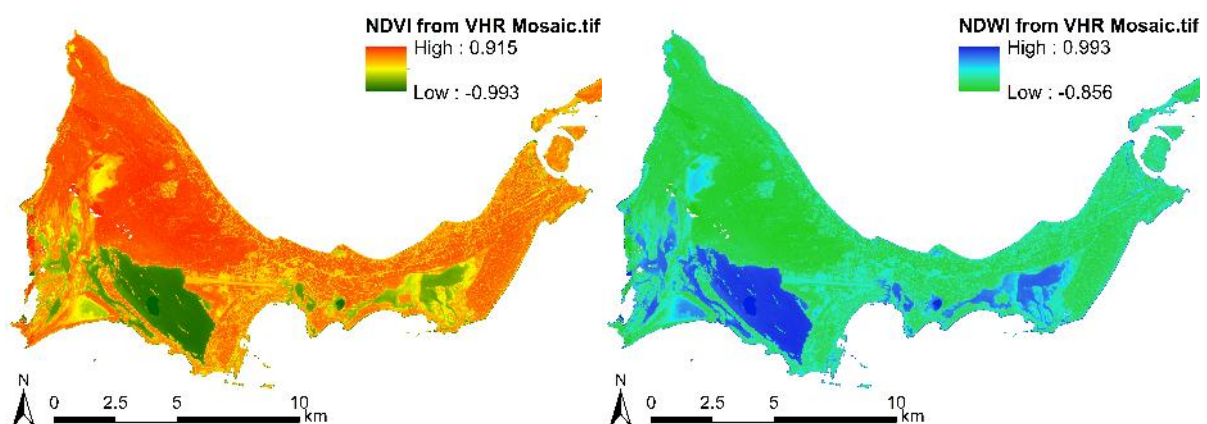 NDVI from VHR Mosaic.tif
High : 0.915
Low : -0.993
N
0 2.5 5 10
km
NDWI from VHR Mosaic.tif
High : 0.993
Low : -0.856
N
0 2.5 5 10
km